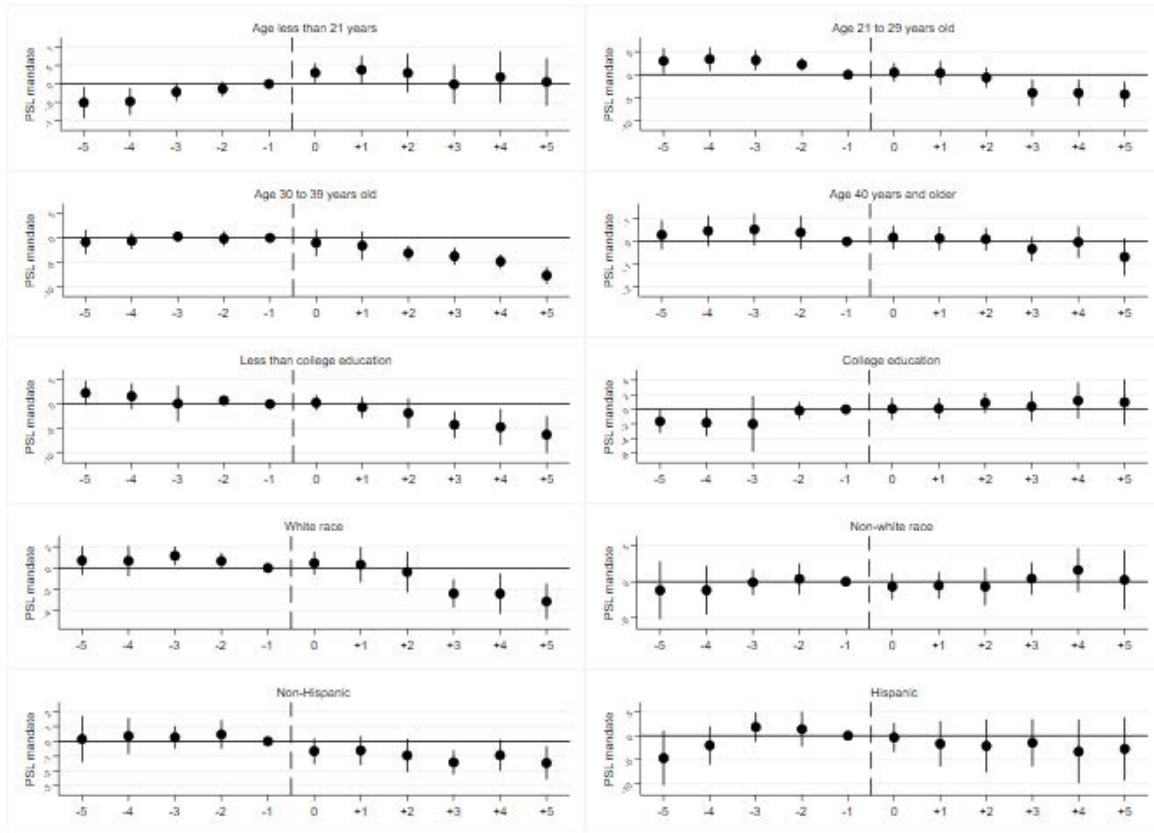 Age less than 21 years
PSL mandate
-5 -4 -3 -2 -1 0 +1 +2 +3 +4 +5
Age 21 to 29 years old
PSL mandate
-5 -4 -3 -2 -1 0 +1 +2 +3 +4 +5
Age 30 to 39 years old
PSL mandate
-5 -4 -3 -2 -1 0 +1 +2 +3 +4 +5
Age 40 years and older
PSL mandate
-5 -4 -3 -2 -1 0 +1 +2 +3 +4 +5
Less than college education
PSL mandate
-5 -4 -3 -2 -1 0 +1 +2 +3 +4 +5
College education
PSL mandate
-5 -4 -3 -2 -1 0 +1 +2 +3 +4 +5
White race
PSL mandate
-5 -4 -3 -2 -1 0 +1 +2 +3 +4 +5
Non-white race
PSL mandate
-5 -4 -3 -2 -1 0 +1 +2 +3 +4 +5
Non-Hispanic
PSL mandate
-5 -4 -3 -2 -1 0 +1 +2 +3 +4 +5
Hispanic
PSL mandate
-5 -4 -3 -2 -1 0 +1 +2 +3 +4 +5